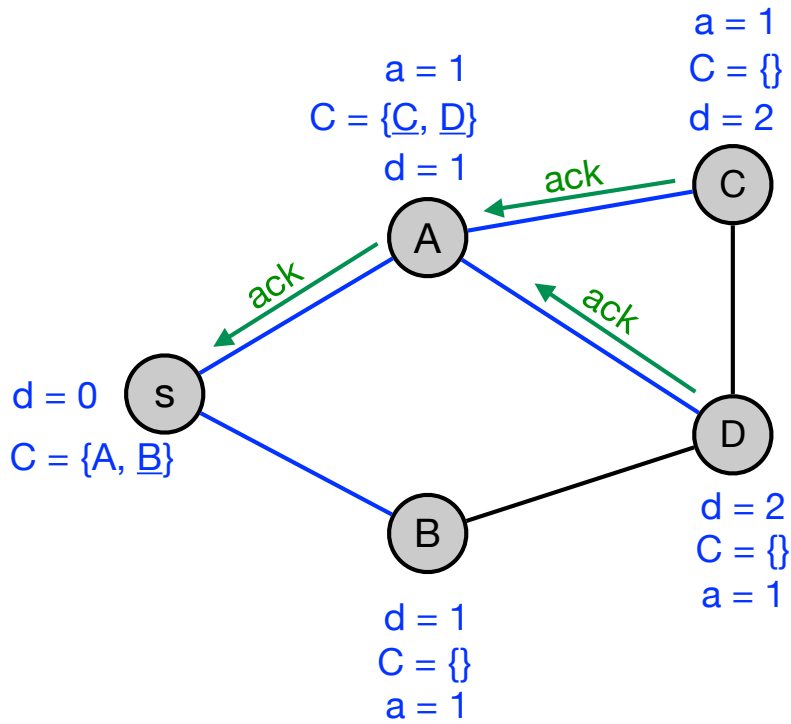 a = 1
C = {}
d = 2
C
a = 1
C = {C, D}
d = 1
A
ack
ack
ack
d = 0
s
C = {A, B}
D
d = 2
C = {}
a = 1
B
d = 1
C = {}
a = 1